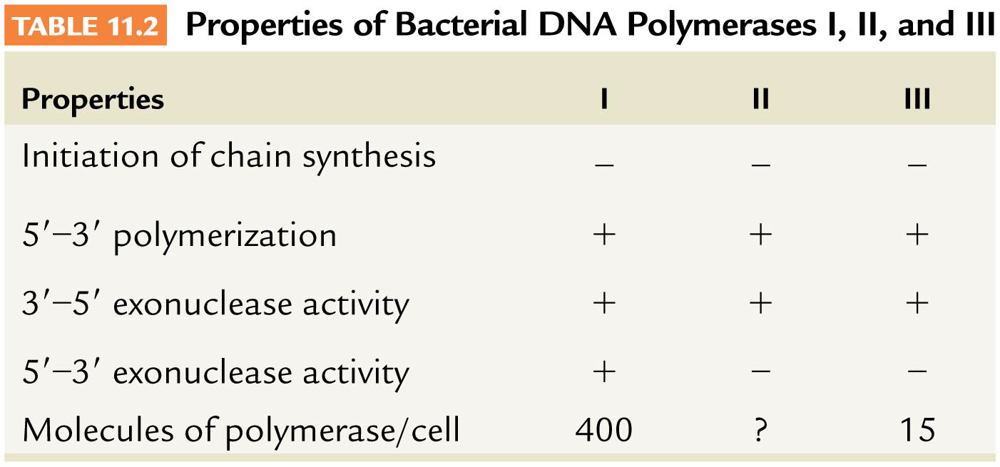 TABLE 11.2 Properties of Bacterial DNA Polymerases I, II, and III
Properties I II III
Initiation of chain synthesis – – –
5′–3′ polymerization + + +
3′–5′ exonuclease activity + + +
5′–3′ exonuclease activity + – –
Molecules of polymerase/cell 400 ? 15